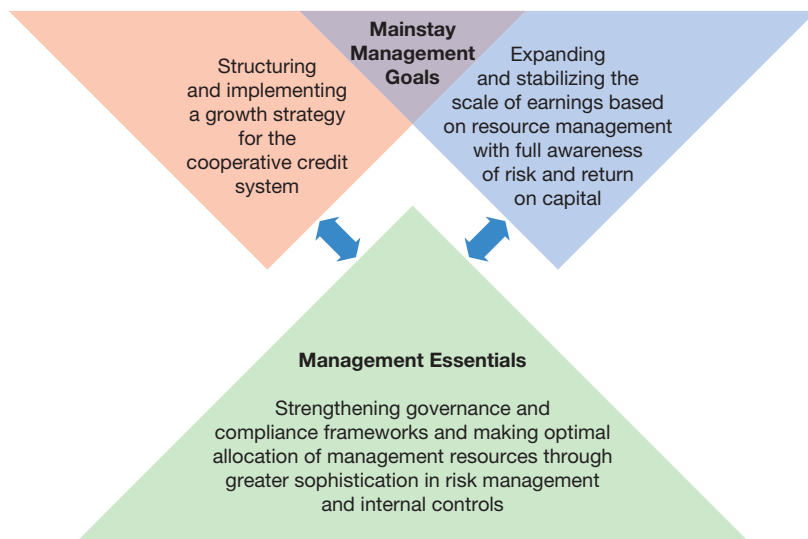 Mainstay
Management
Goals
Structuring
and implementing
a growth strategy
for the
cooperative credit
system
Expanding
and stabilizing the
scale of earnings based
on resource management
with full awareness
of risk and return
on capital
Management Essentials
Strengthening governance and
compliance frameworks and making optimal
allocation of management resources through
greater sophistication in risk management
and internal controls